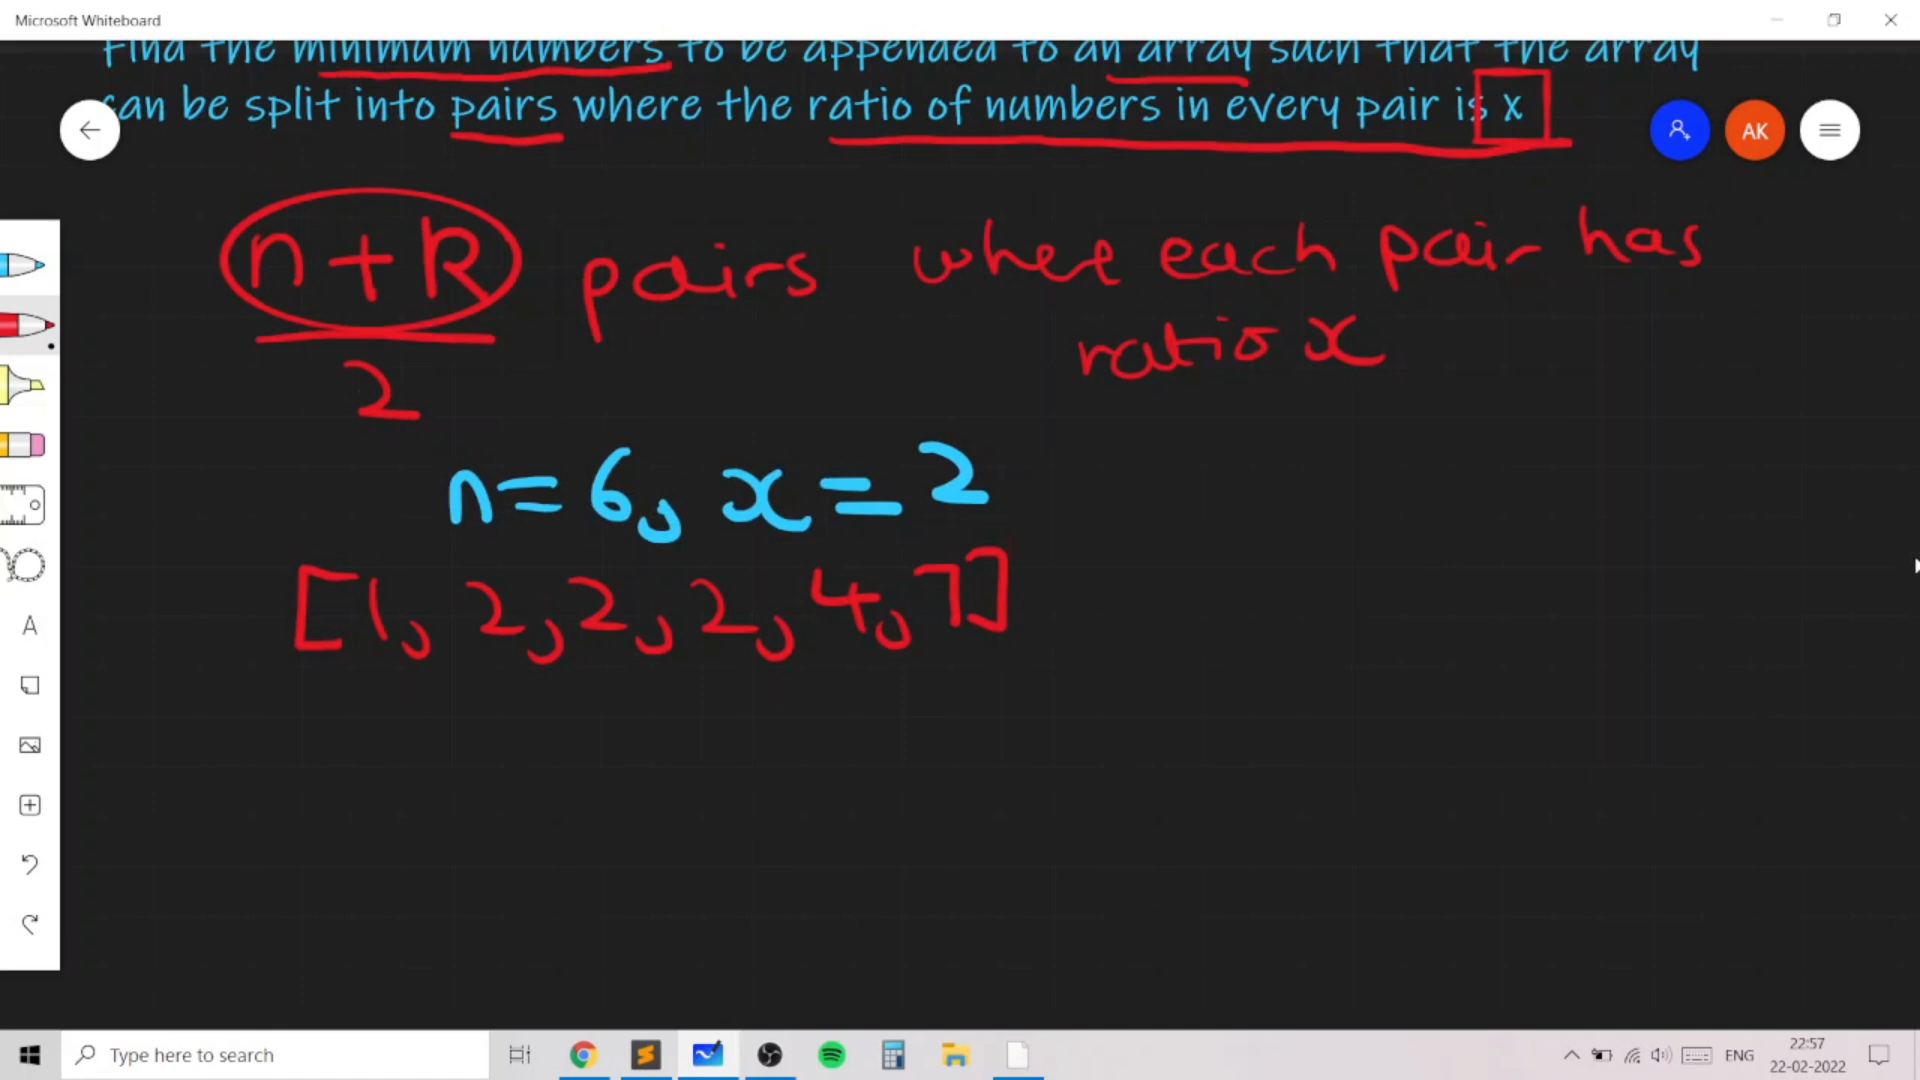 Microsoft Whiteboard
Find the minimum numbers to be appended to an array such that the array
can be split into pairs where the ratio of numbers in every pair is x
AK
n+k pairs where each pair has
2
ratio x
n=6, x=2
[1, 2, 2, 2, 4, 7]
A
Type here to search
ENG
22:57
22-02-2022